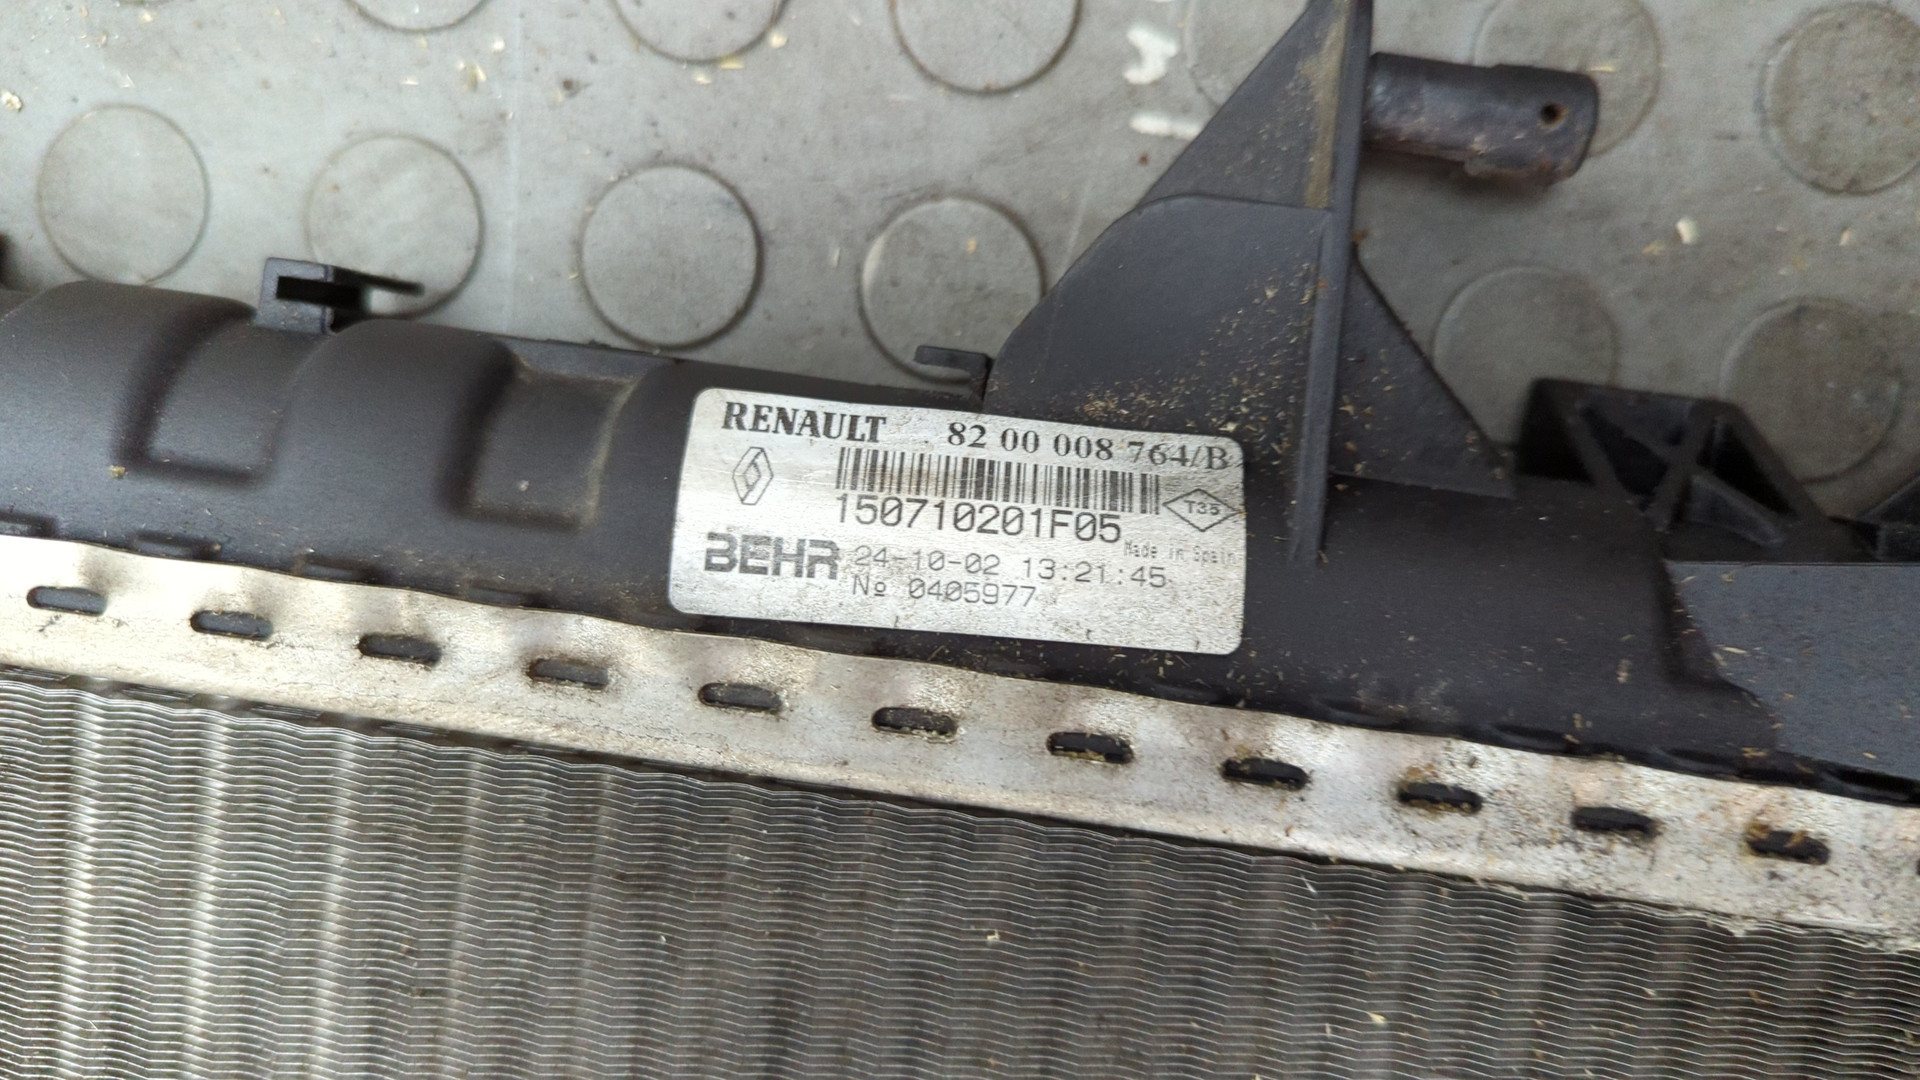 RENAULT 82 00 008 764/B
150710201F05
T35
Made in Spain
BEHR 24-10-02 13:21:45
№ 0405977